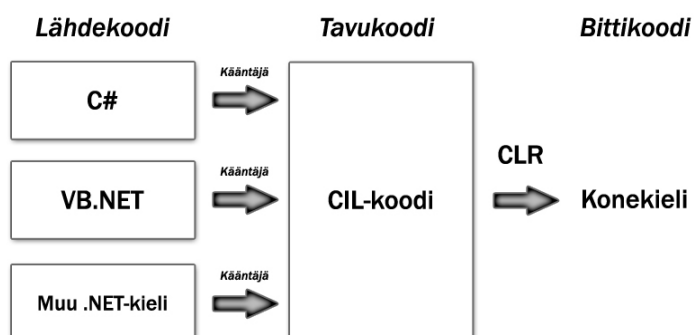 Lähdekoodi
Tavukoodi
Bittikoodi
C#
Kääntäjä
VB.NET
Kääntäjä
Muu .NET-kieli
Kääntäjä
CIL-koodi
CLR
Konekieli